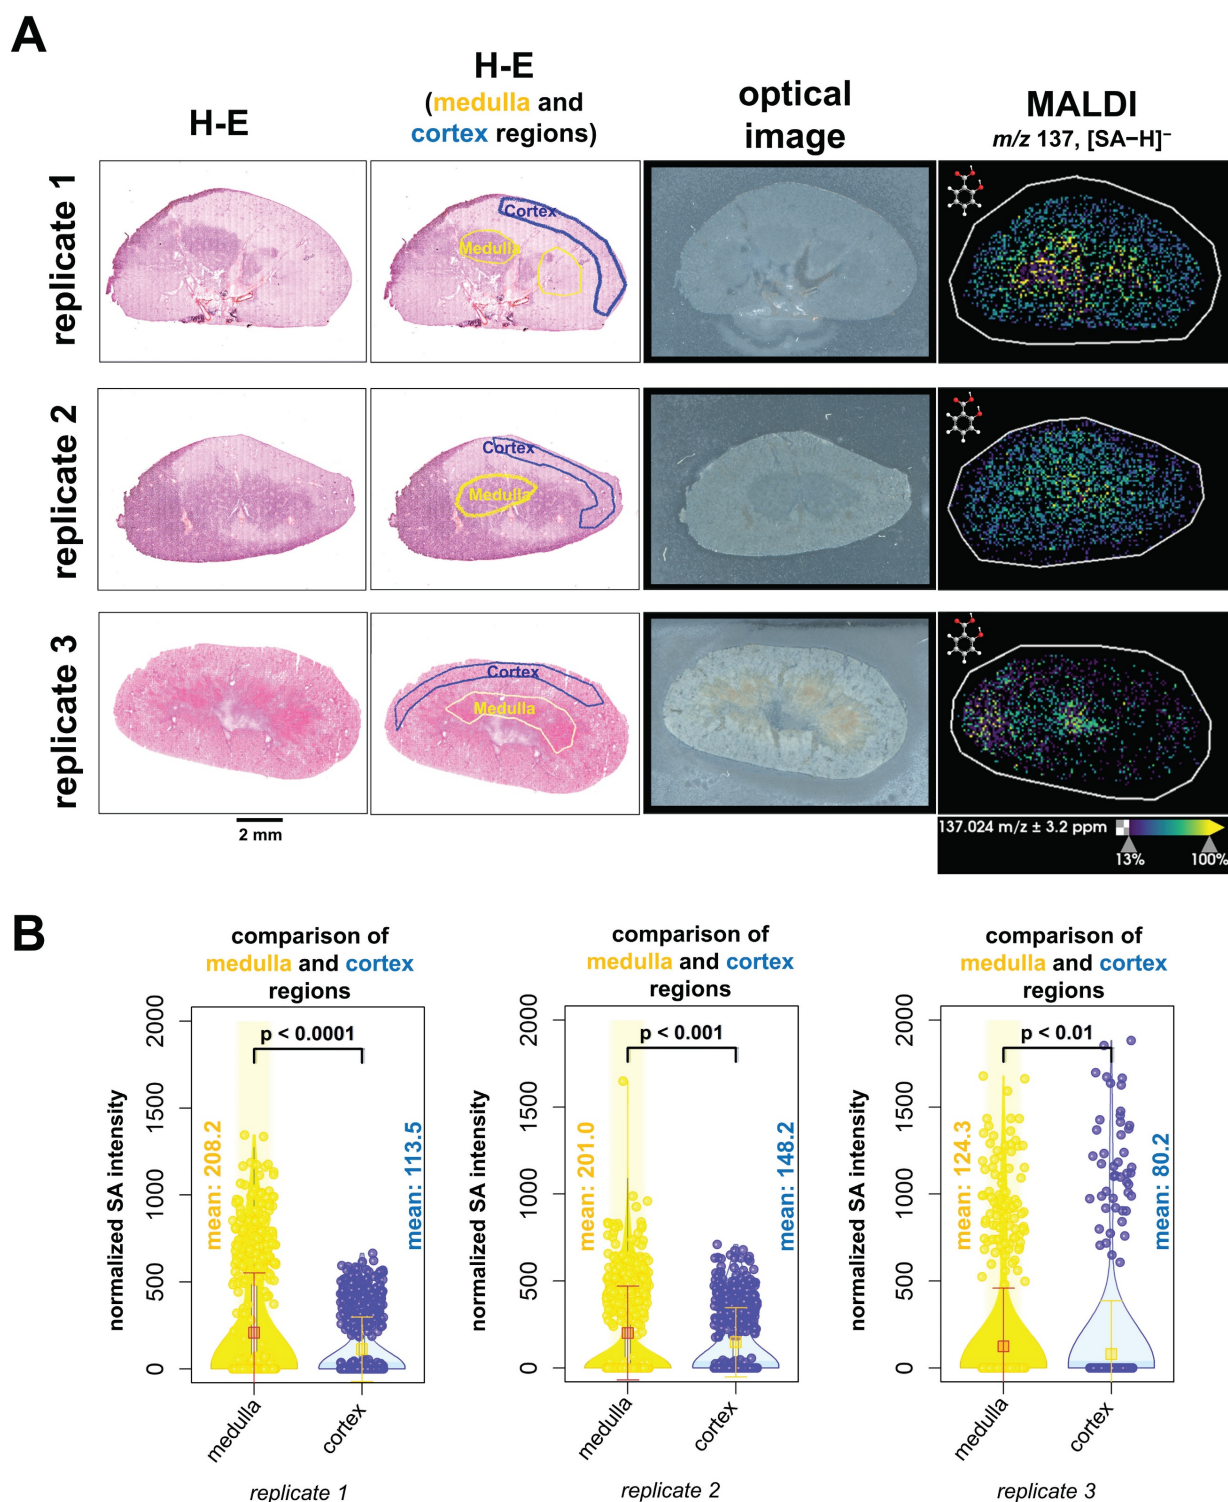 A
H-E
H-E
(medulla and
cortex regions)
optical
image
MALDI
m/z 137, [SA−H]⁻
replicate 1
Cortex
Medulla
replicate 2
Cortex
Medulla
replicate 3
Cortex
Medulla
2 mm
137.024 m/z ± 3.2 ppm
13%
100%
B
comparison of
medulla and cortex
regions
normalized SA intensity
2000
1500
1000
500
0
p < 0.0001
mean: 208.2
mean: 113.5
medulla
cortex
replicate 1
comparison of
medulla and cortex
regions
normalized SA intensity
2000
1500
1000
500
0
p < 0.001
mean: 201.0
mean: 148.2
medulla
cortex
replicate 2
comparison of
medulla and cortex
regions
normalized SA intensity
2000
1500
1000
500
0
p < 0.01
mean: 124.3
mean: 80.2
medulla
cortex
replicate 3